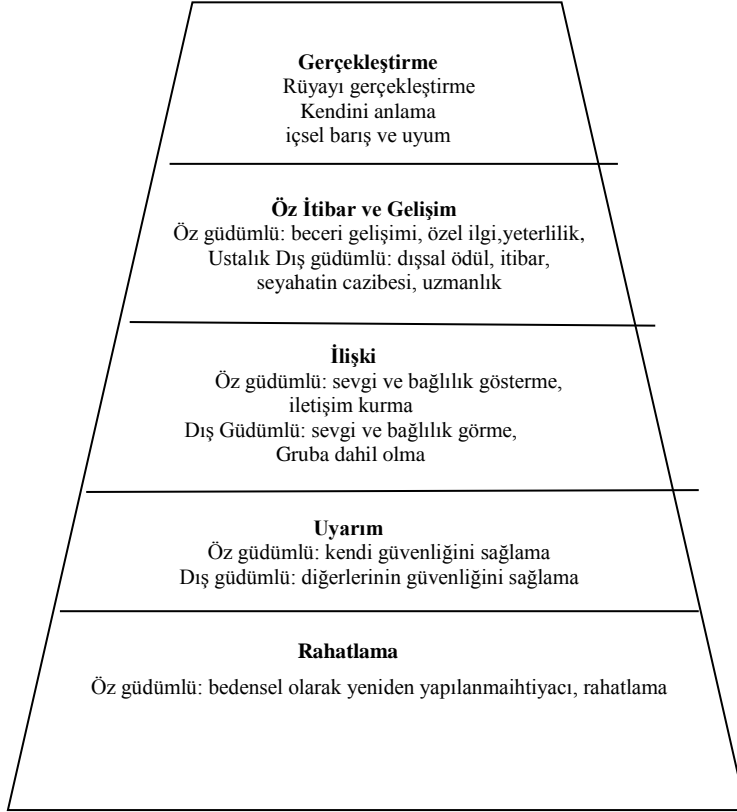 Gerçekleştirme
Rüyayı gerçekleştirme
Kendini anlama
içsel barış ve uyum
Öz İtibar ve Gelişim
Öz güdümlü: beceri gelişimi, özel ilgi,yeterlilik,
Ustalık Dış güdümlü: dışsal ödül, itibar,
seyahatin cazibesi, uzmanlık
İlişki
Öz güdümlü: sevgi ve bağlılık gösterme,
iletişim kurma
Dış Güdümlü: sevgi ve bağlılık görme,
Gruba dahil olma
Uyarım
Öz güdümlü: kendi güvenliğini sağlama
Dış güdümlü: diğerlerinin güvenliğini sağlama
Rahatlama
Öz güdümlü: bedensel olarak yeniden yapılanmaihtiyacı, rahatlama